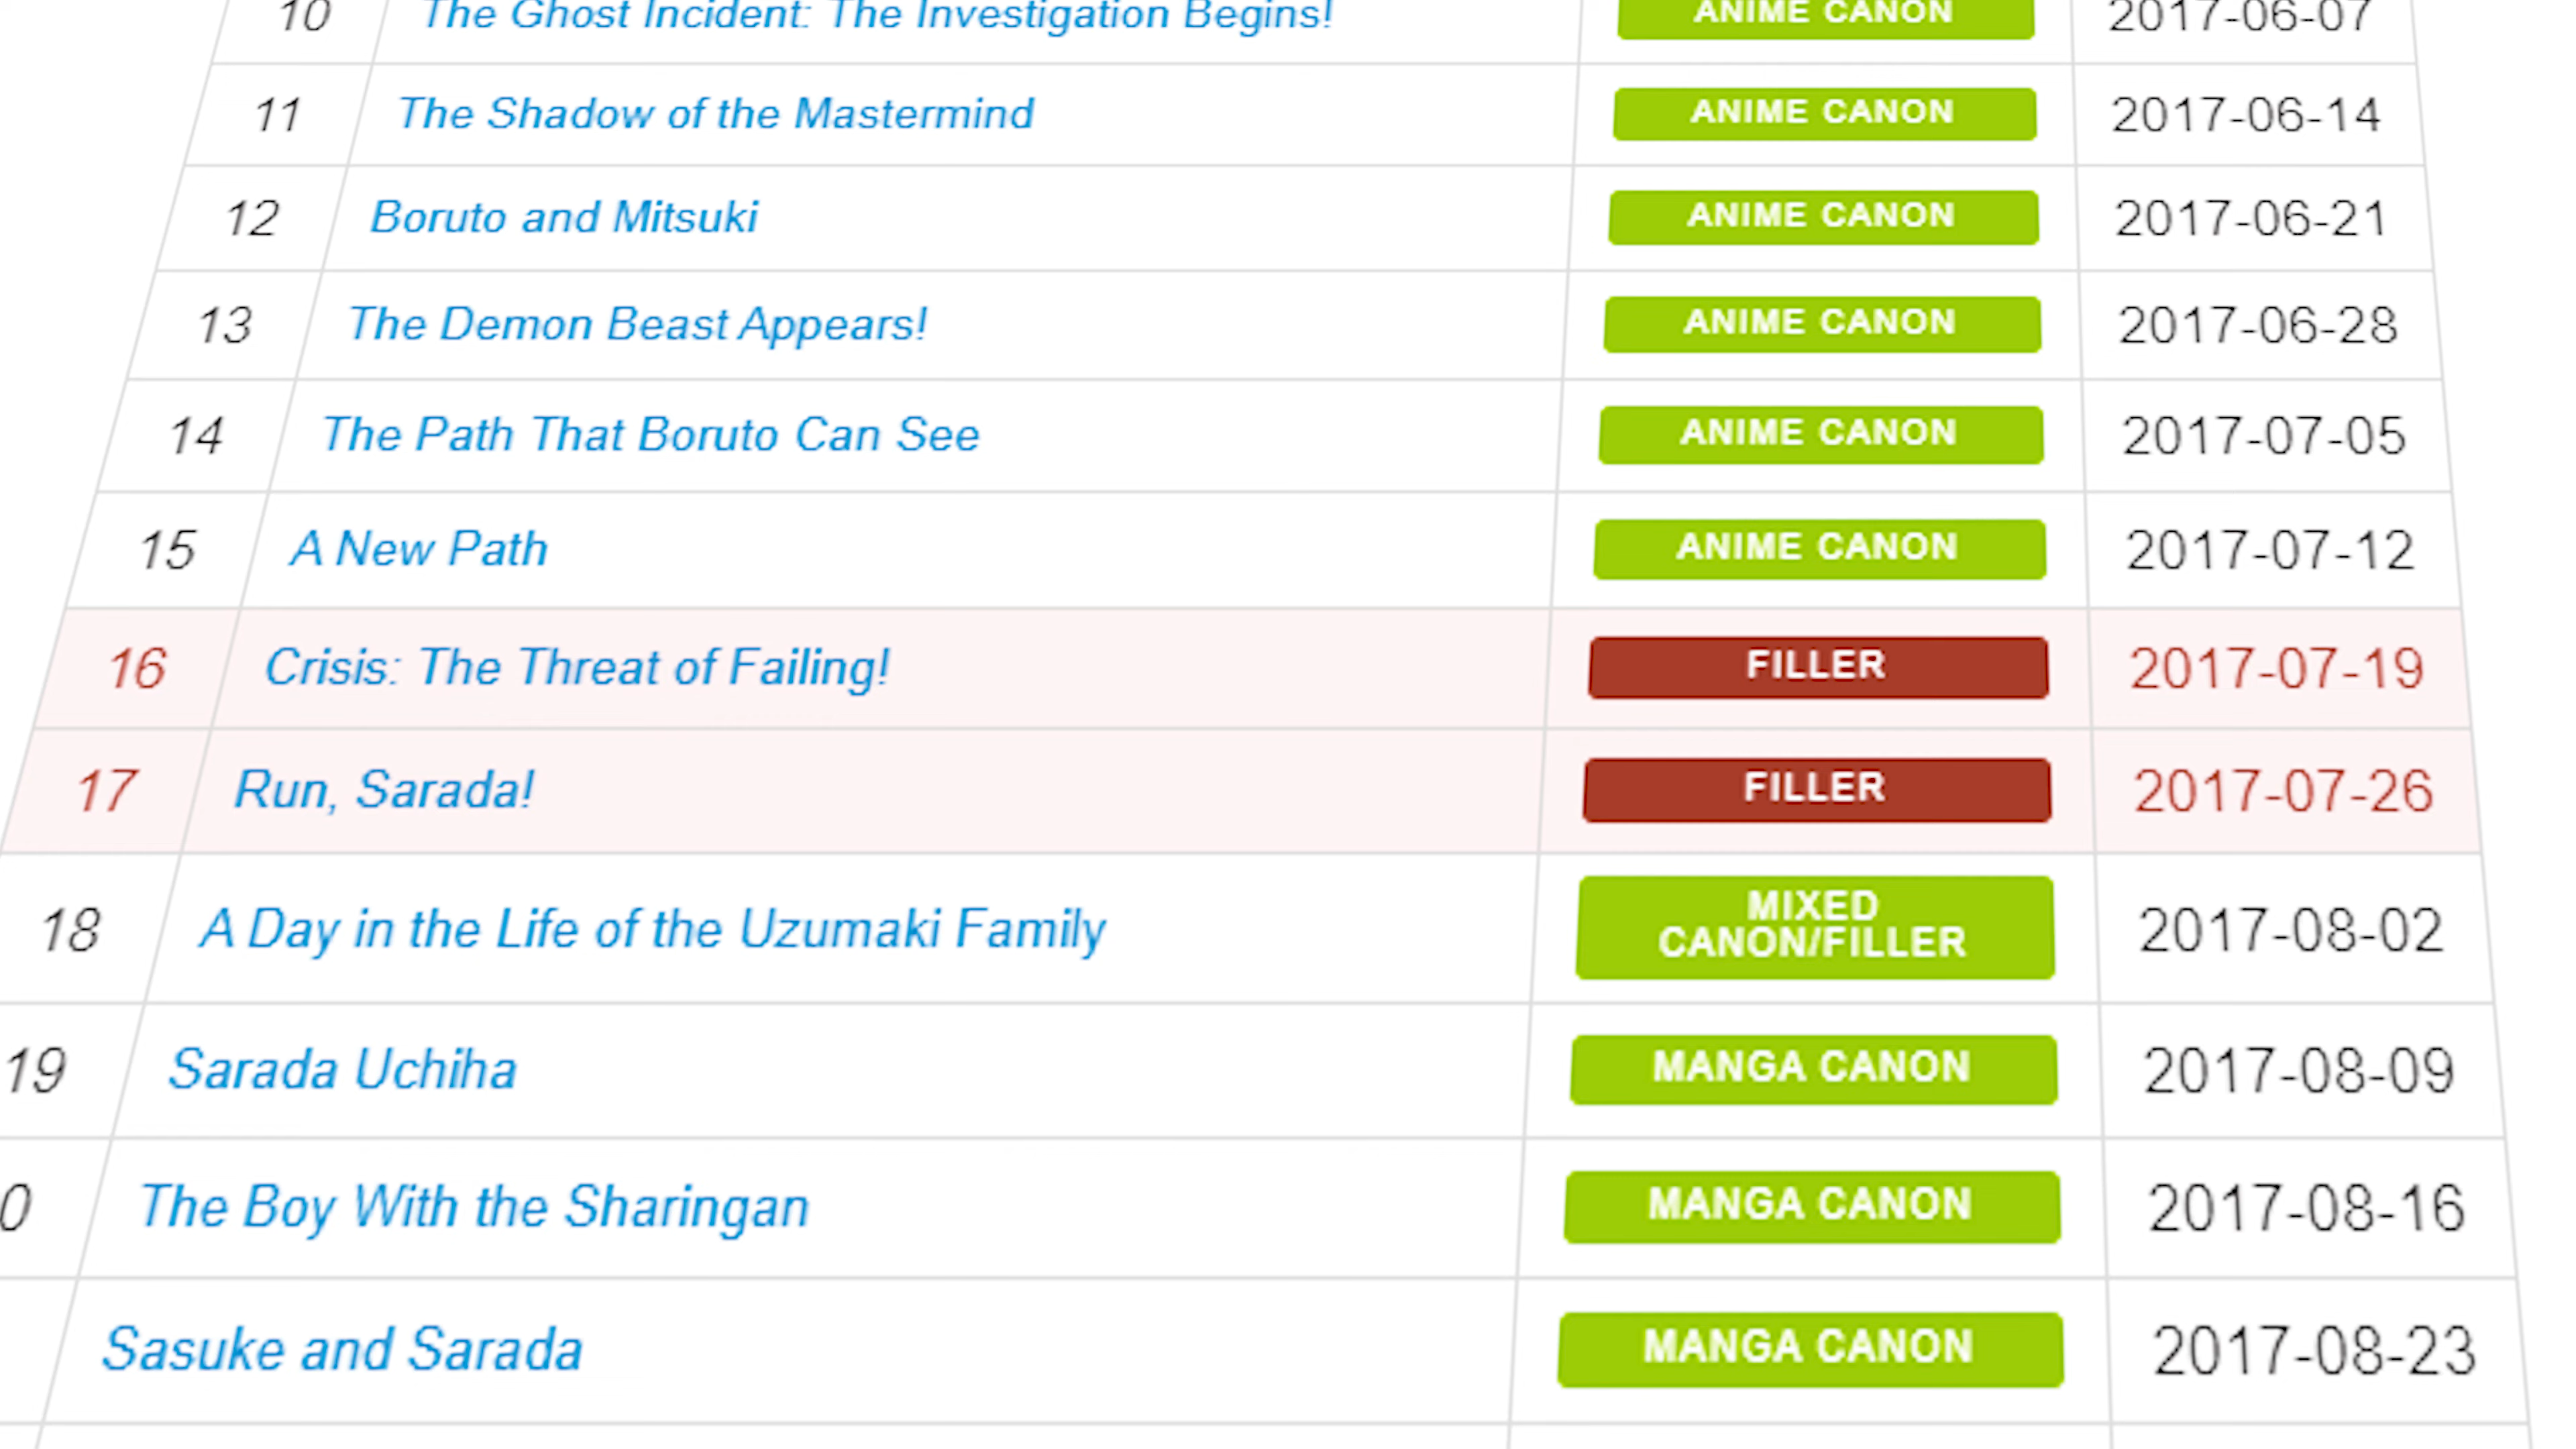 10 The Ghost Incident: The Investigation Begins! ANIME CANON 2017-06-07
11 The Shadow of the Mastermind ANIME CANON 2017-06-14
12 Boruto and Mitsuki ANIME CANON 2017-06-21
13 The Demon Beast Appears! ANIME CANON 2017-06-28
14 The Path That Boruto Can See ANIME CANON 2017-07-05
15 A New Path ANIME CANON 2017-07-12
16 Crisis: The Threat of Failing! FILLER 2017-07-19
17 Run, Sarada! FILLER 2017-07-26
18 A Day in the Life of the Uzumaki Family MIXED CANON/FILLER 2017-08-02
19 Sarada Uchiha MANGA CANON 2017-08-09
0 The Boy With the Sharingan MANGA CANON 2017-08-16
Sasuke and Sarada MANGA CANON 2017-08-23